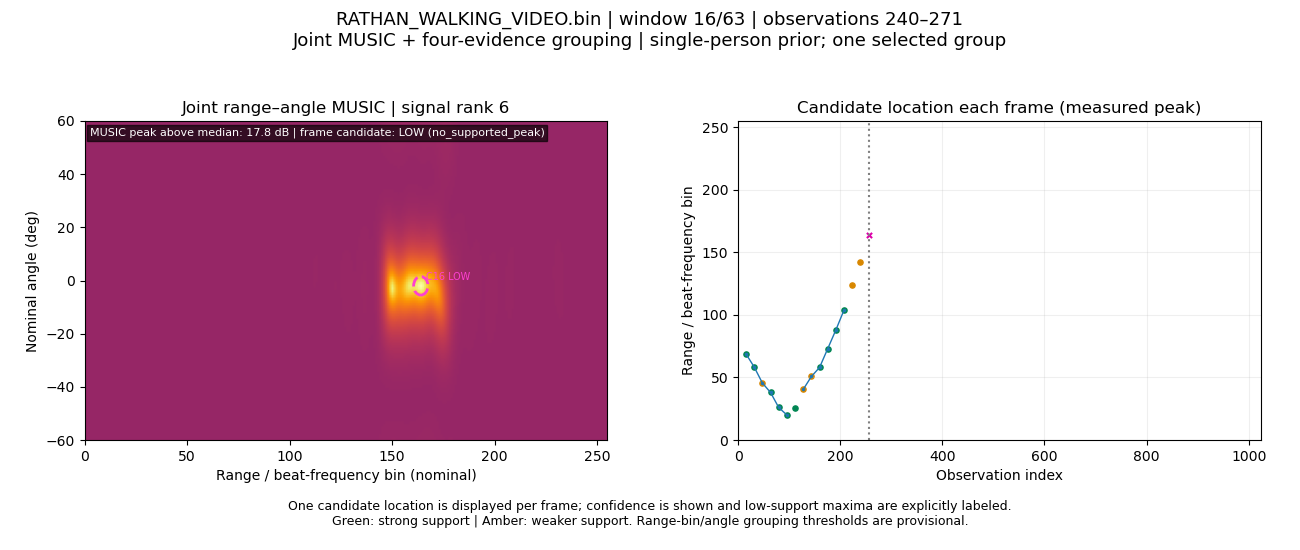 RATHAN_WALKING_VIDEO.bin | window 16/63 | observations 240–271
Joint MUSIC + four-evidence grouping | single-person prior; one selected group
Joint range–angle MUSIC | signal rank 6
MUSIC peak above median: 17.8 dB | frame candidate: LOW (no_supported_peak)
60
40
20
0
−20
−40
−60
Nominal angle (deg)
LOW
0
50
100
150
200
250
Range / beat-frequency bin (nominal)
Candidate location each frame (measured peak)
250
200
150
100
50
0
Range / beat-frequency bin
0
200
400
600
800
1000
Observation index
One candidate location is displayed per frame; confidence is shown and low-support maxima are explicitly labeled.
Green: strong support | Amber: weaker support. Range-bin/angle grouping thresholds are provisional.